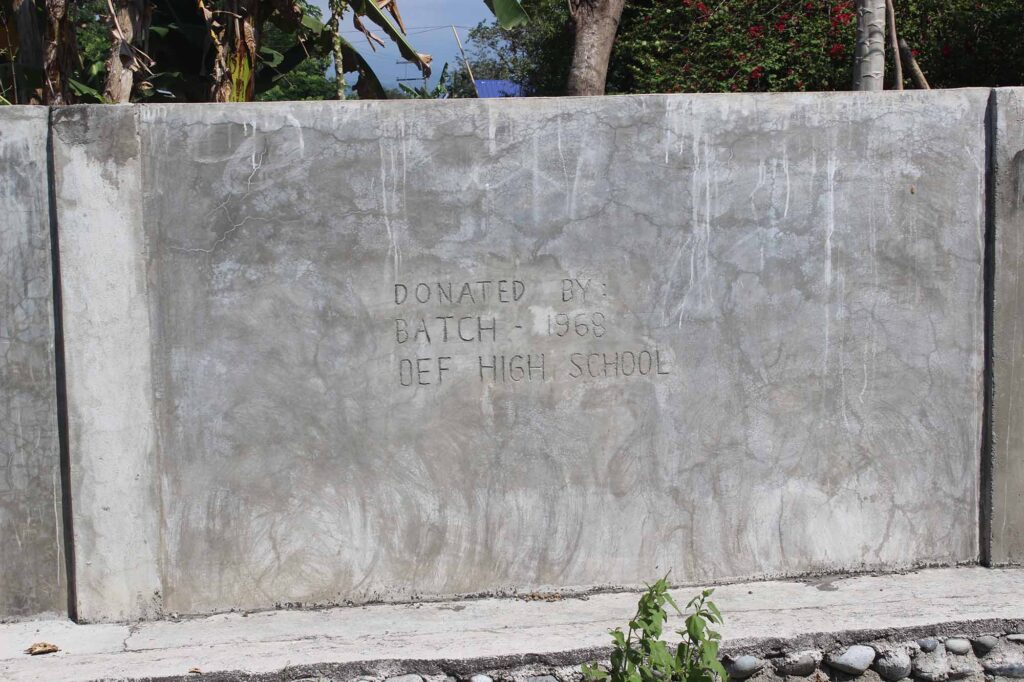 DONATED BY:
BATCH - 1968
DEF HIGH SCHOOL